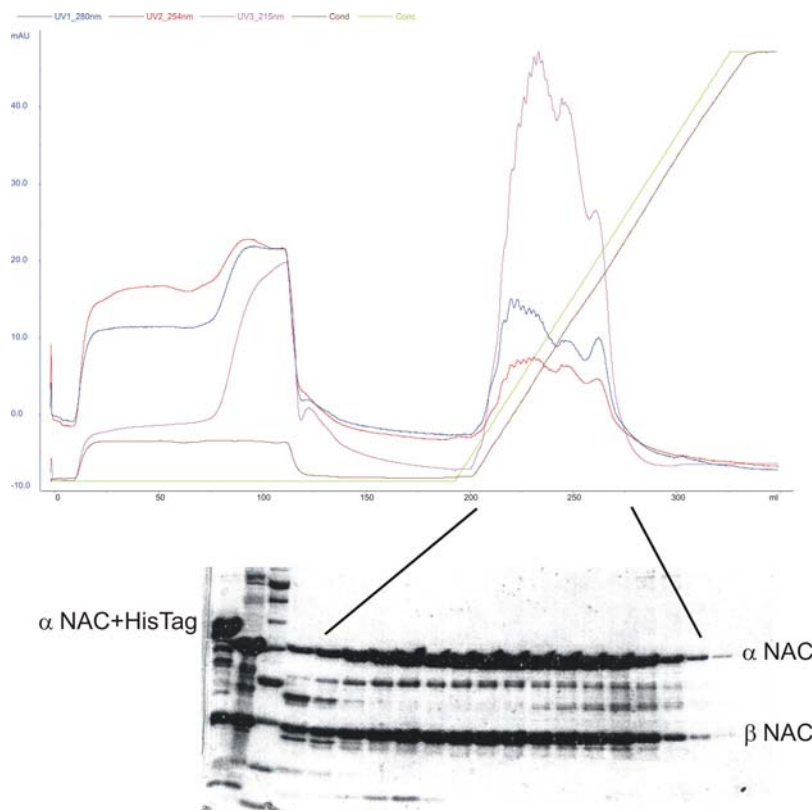 UV1_280nm UV2_254nm UV3_215nm Cond Conc
mAU
40.0
30.0
20.0
10.0
0.0
-10.0
0 50 100 150 200 250 300 ml
α NAC+HisTag
α NAC
β NAC